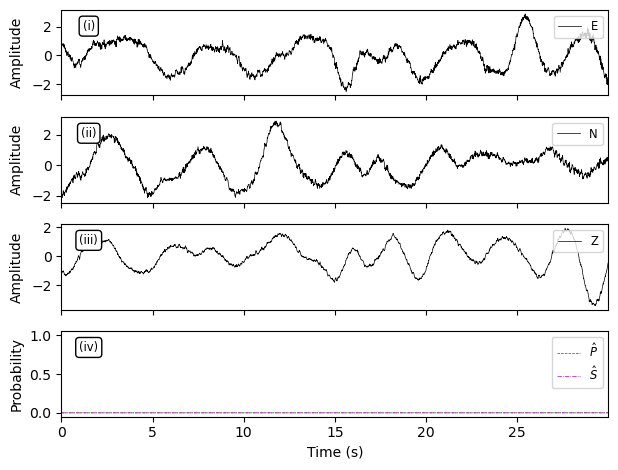 Amplitude
2
0
−2
(i)
E
Amplitude
2
0
−2
(ii)
N
Amplitude
2
0
−2
(iii)
Z
Probability
1.0
0.5
0.0
(iv)
P̂
Ŝ
0 5 10 15 20 25
Time (s)